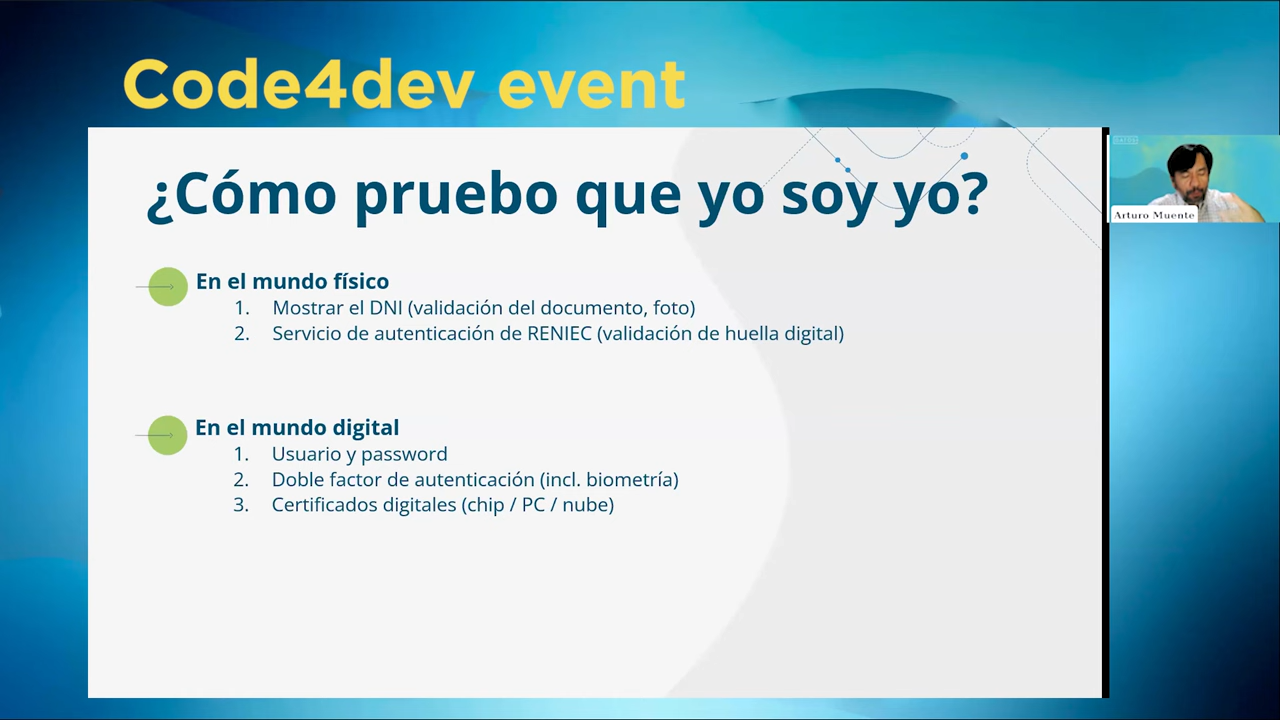 Code4dev event
¿Cómo pruebo que yo soy yo?
En el mundo físico
1. Mostrar el DNI (validación del documento, foto)
2. Servicio de autenticación de RENIEC (validación de huella digital)
En el mundo digital
1. Usuario y password
2. Doble factor de autenticación (incl. biometría)
3. Certificados digitales (chip / PC / nube)
Arturo Muente